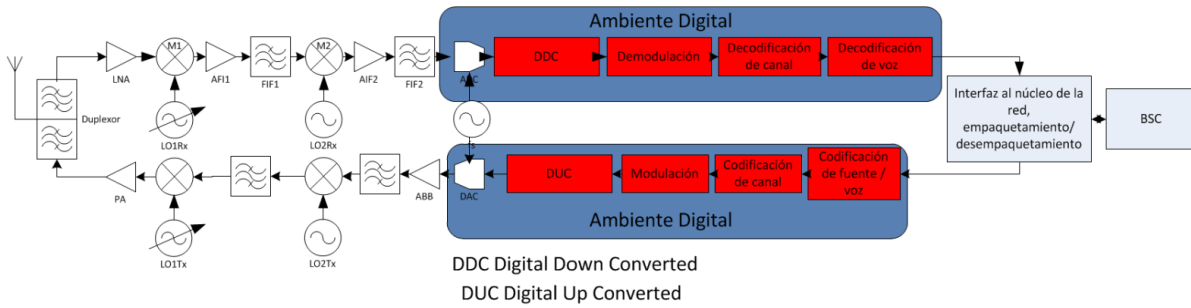 Ambiente Digital
M1
M2
LNA
AFI1
FIF1
AIF2
FIF2
ADC
DDC
Demodulación
Decodificación
de canal
Decodificación
de voz
Duplexor
LO1Rx
LO2Rx
Fs
Interfaz al núcleo de la
red,
empaquetamiento/
desempaquetamiento
BSC
PA
ABB
DAC
DUC
Modulación
Codificación
de canal
Codificación
de fuente /
voz
LO1Tx
LO2Tx
Ambiente Digital
DDC Digital Down Converted
DUC Digital Up Converted